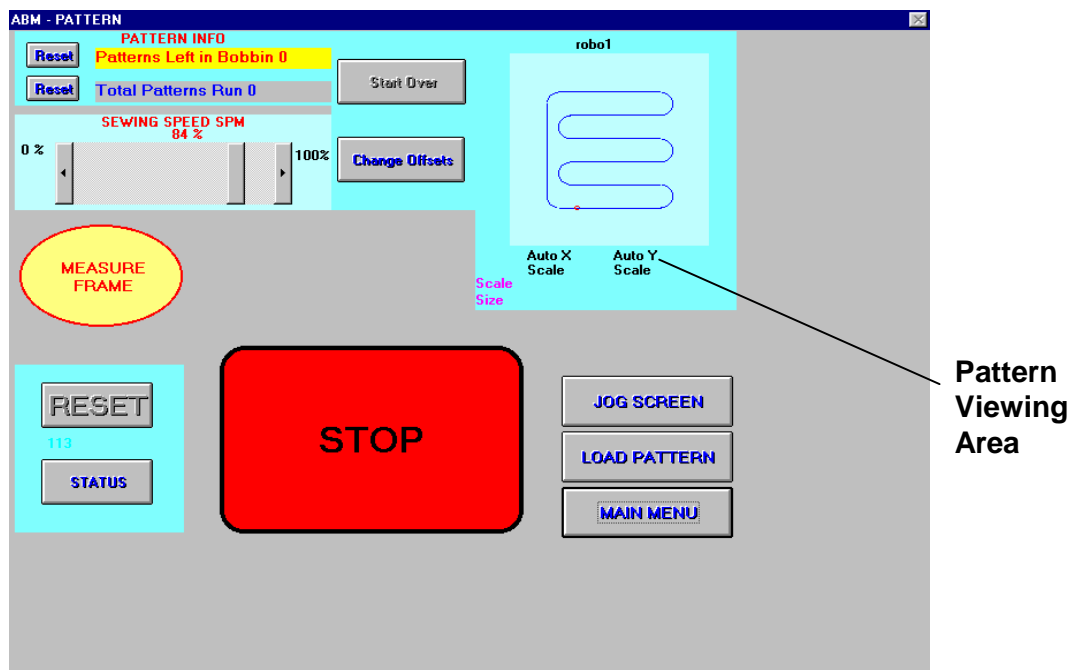 ABM - PATTERN
PATTERN INFO
Reset
Patterns Left in Bobbin 0
Reset
Total Patterns Run 0
Start Over
SEWING SPEED SPM
84 %
0 %
100%
Change Offsets
robo1
Auto X
Scale
Auto Y
Scale
Scale
Size
MEASURE
FRAME
RESET
113
STATUS
STOP
JOG SCREEN
LOAD PATTERN
MAIN MENU
Pattern
Viewing
Area